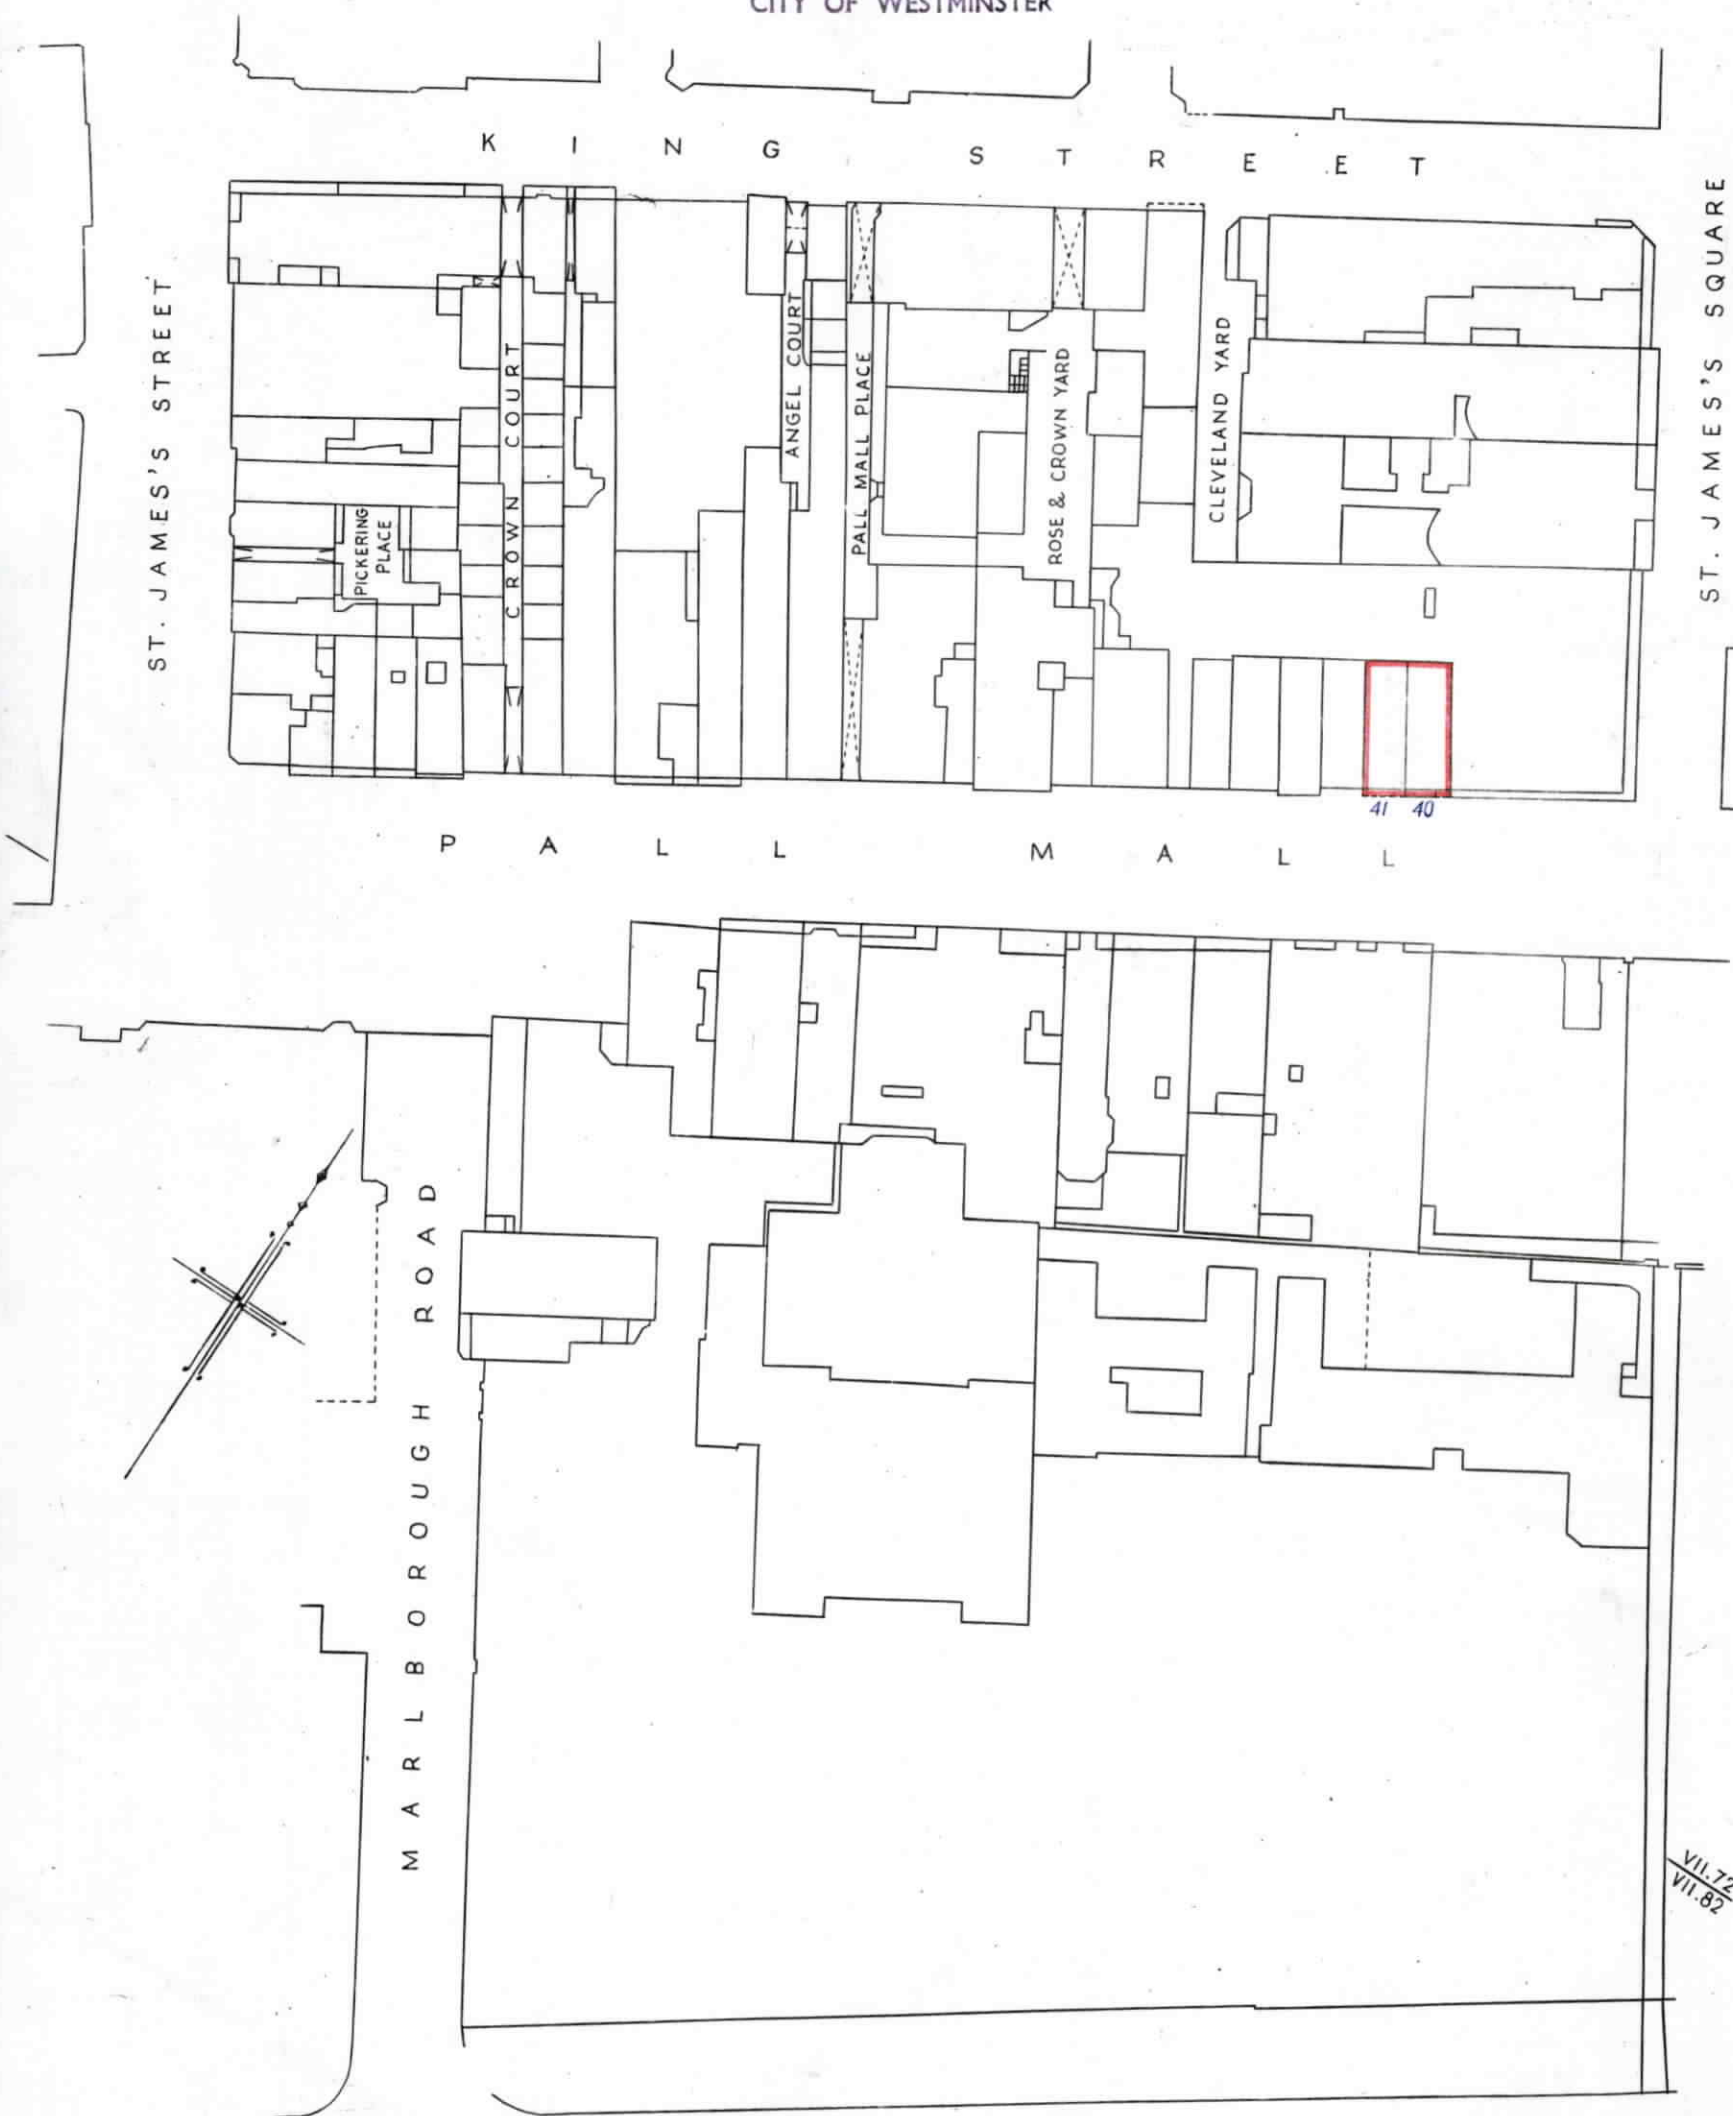 CITY OF WESTMINSTER
KING STREET
ST. JAMES'S STREET
ST. JAMES'S SQUARE
CROWN COURT
ANGEL COURT
PALL MALL PLACE
ROSE & CROWN YARD
CLEVELAND YARD
PICKERING
PLACE
41 40
PALL MALL
MARLBOROUGH ROAD
VII.72
VII.82